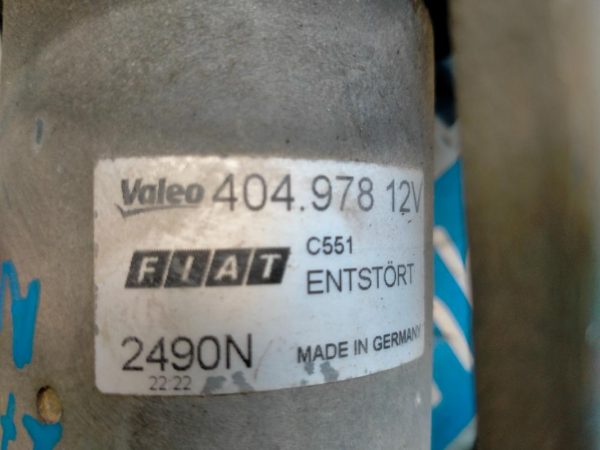 Valeo 404.978 12V
FIAT C551
ENTSTÖRT
2490N MADE IN GERMANY
22:22